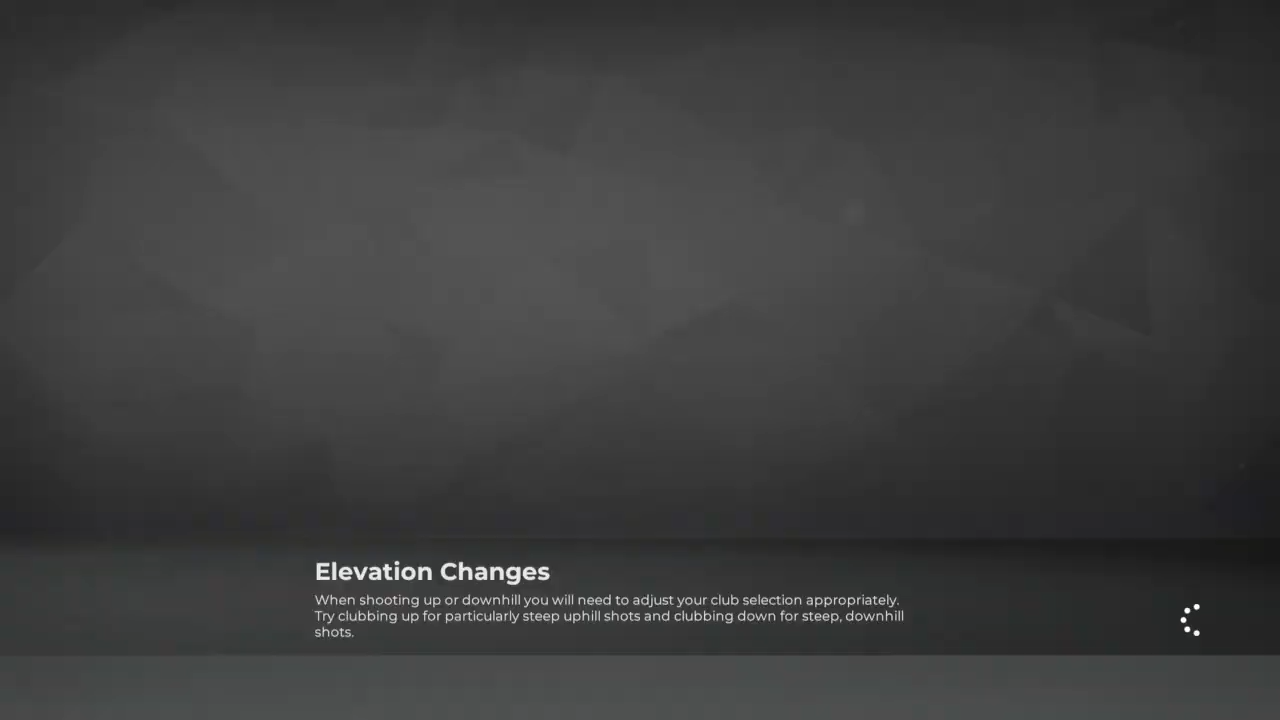 Elevation Changes
When shooting up or downhill you will need to adjust your club selection appropriately.
Try clubbing up for particularly steep uphill shots and clubbing down for steep, downhill
shots.